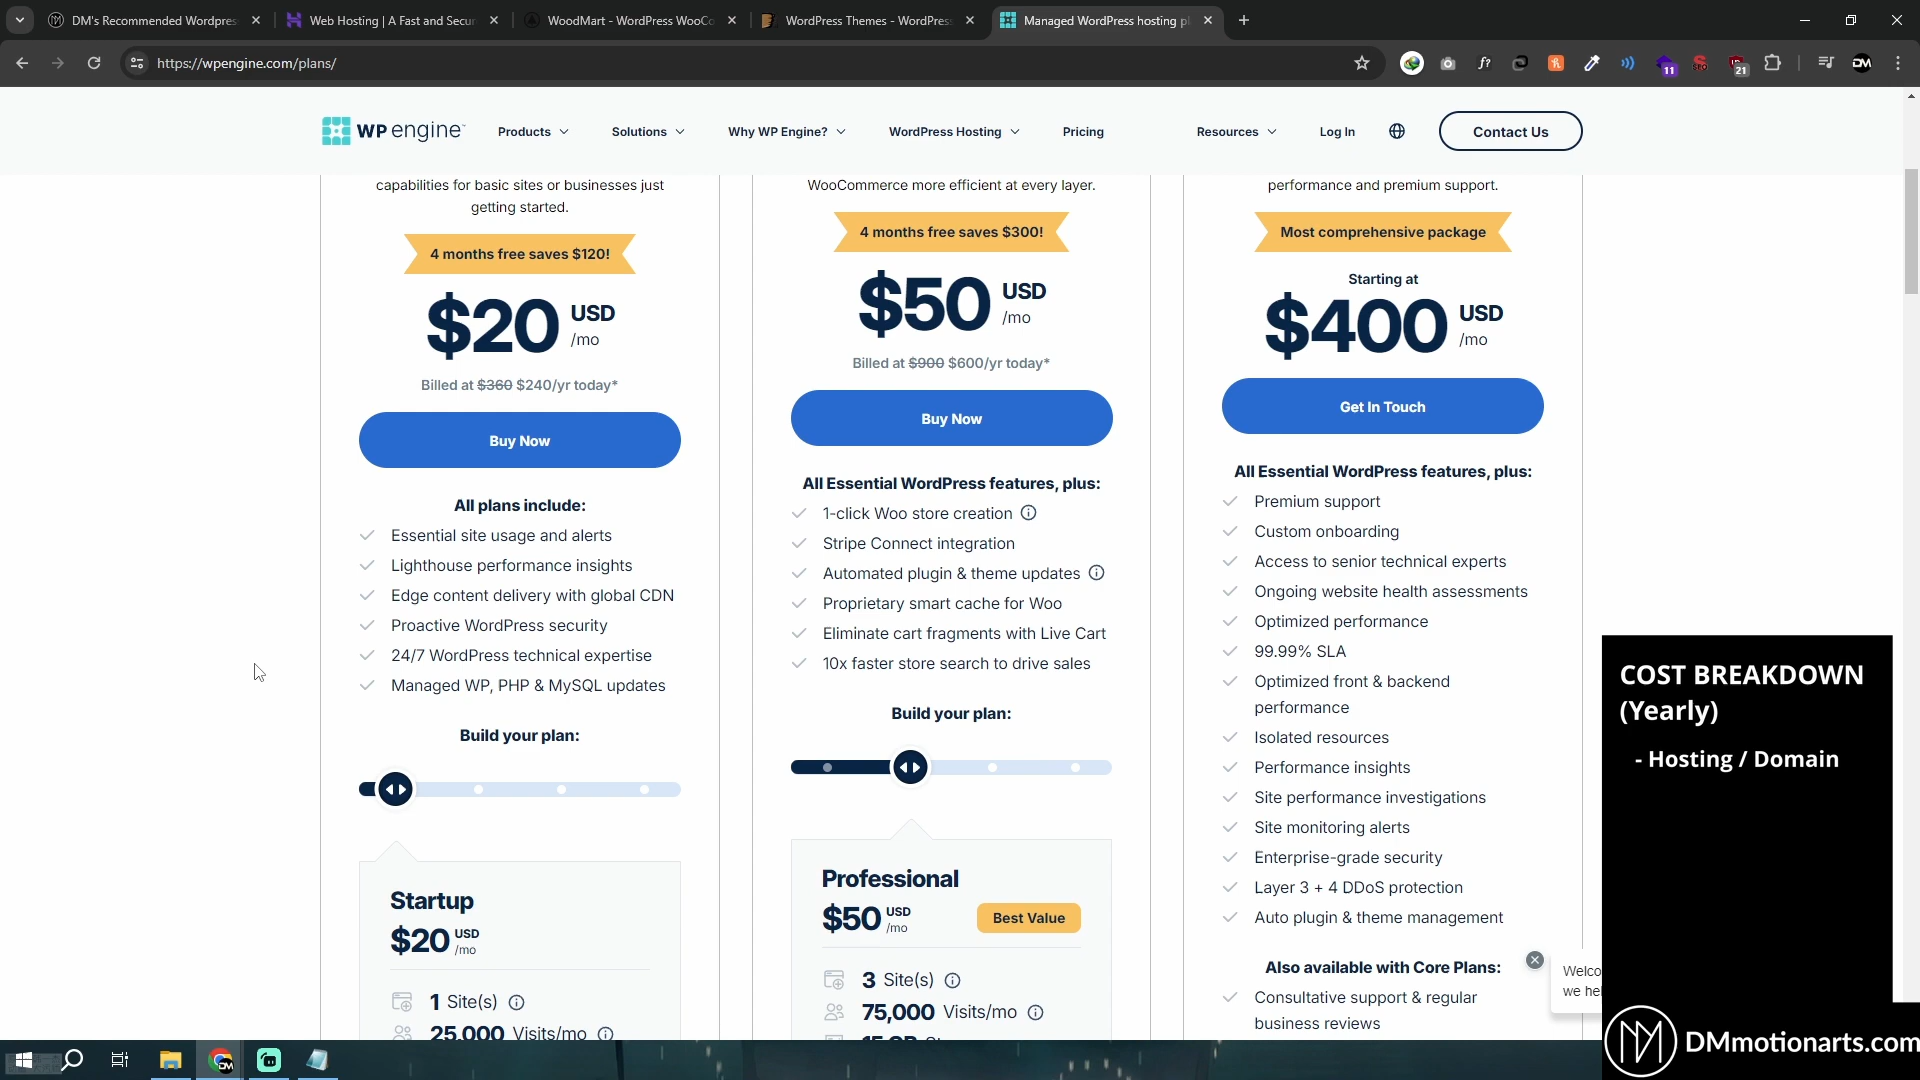 DM's Recommended Wordpres
Web Hosting | A Fast and Secur
WoodMart - WordPress WooCo
WordPress Themes - WordPress
Managed WordPress hosting pl
https://wpengine.com/plans/
11
21
DM
WP engine
Products
Solutions
Why WP Engine?
WordPress Hosting
Pricing
Resources
Log In
Contact Us
capabilities for basic sites or businesses just
getting started.
4 months free saves $120!
$20 USD
/mo
Billed at $360 $240/yr today*
Buy Now
All plans include:
Essential site usage and alerts
Lighthouse performance insights
Edge content delivery with global CDN
Proactive WordPress security
24/7 WordPress technical expertise
Managed WP, PHP & MySQL updates
Build your plan:
Startup
$20 USD
/mo
1 Site(s)
25,000 Visits/mo
WooCommerce more efficient at every layer.
4 months free saves $300!
$50 USD
/mo
Billed at $900 $600/yr today*
Buy Now
All Essential WordPress features, plus:
1-click Woo store creation
Stripe Connect integration
Automated plugin & theme updates
Proprietary smart cache for Woo
Eliminate cart fragments with Live Cart
10x faster store search to drive sales
Build your plan:
Professional
$50 USD
/mo
Best Value
3 Site(s)
75,000 Visits/mo
performance and premium support.
Most comprehensive package
Starting at
$400 USD
/mo
Get In Touch
All Essential WordPress features, plus:
Premium support
Custom onboarding
Access to senior technical experts
Ongoing website health assessments
Optimized performance
99.99% SLA
Optimized front & backend
performance
Isolated resources
Performance insights
Site performance investigations
Site monitoring alerts
Enterprise-grade security
Layer 3 + 4 DDoS protection
Auto plugin & theme management
Also available with Core Plans:
Consultative support & regular
business reviews
Welco
we hel
COST BREAKDOWN
(Yearly)
- Hosting / Domain
DMmotionarts.com